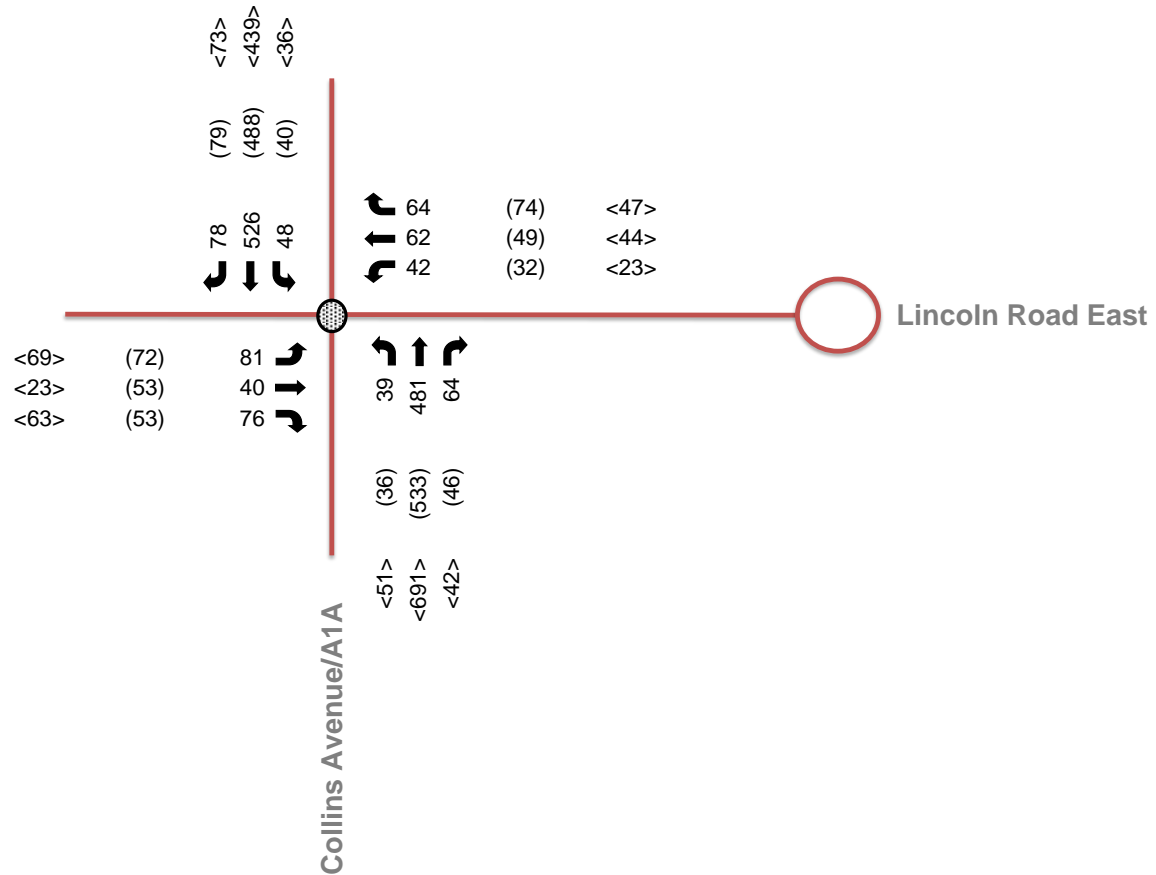 <73> <439> <36>
(79) (488) (40)
78 526 48
64 (74) <47>
62 (49) <44>
42 (32) <23>
Lincoln Road East
<69> (72) 81
<23> (53) 40
<63> (53) 76
39 481 64
(36) (533) (46)
<51> <691> <42>
Collins Avenue/A1A